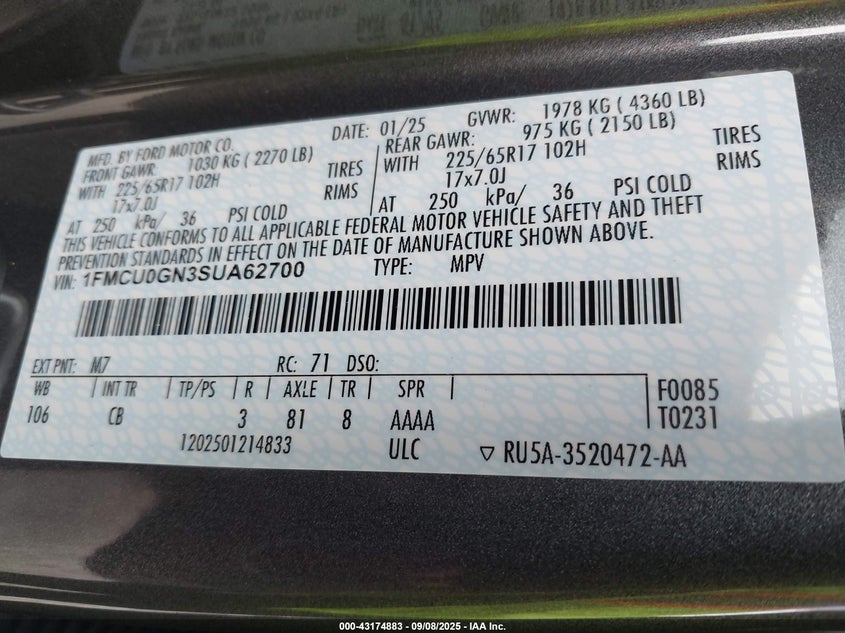 MFD. BY FORD MOTOR CO. DATE: 01/25 GVWR: 1978 KG ( 4360 LB)
FRONT GAWR: 1030 KG ( 2270 LB) REAR GAWR: 975 KG ( 2150 LB)
WITH 225/65R17 102H TIRES WITH 225/65R17 102H TIRES
17x7.0J RIMS 17x7.0J RIMS
AT 250 kPa/ 36 PSI COLD AT 250 kPa/ 36 PSI COLD
THIS VEHICLE CONFORMS TO ALL APPLICABLE FEDERAL MOTOR VEHICLE SAFETY AND THEFT
PREVENTION STANDARDS IN EFFECT ON THE DATE OF MANUFACTURE SHOWN ABOVE.
VIN: 1FMCU0GN3SUA62700 TYPE: MPV
EXT PNT: M7 RC: 71 DSO:
WB INT TR TP/PS R AXLE TR SPR F0085
106 CB 3 81 8 AAAA T0231
1202501214833 ULC RU5A-3520472-AA
000-43174883 - 09/08/2025 - IAA Inc.